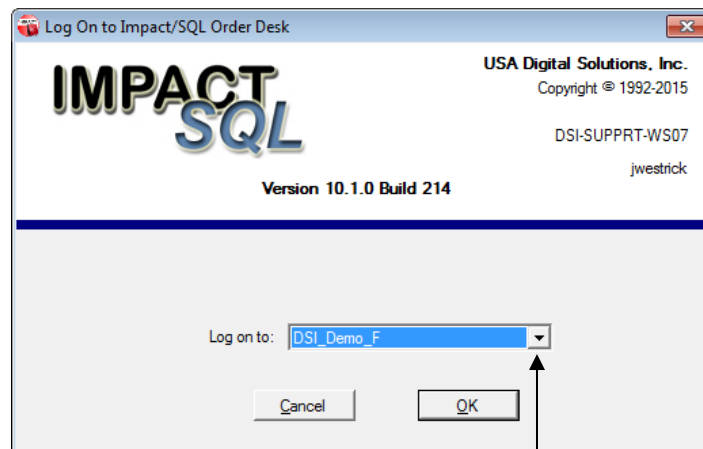 Log On to Impact/SQL Order Desk
IMPACT
SQL
USA Digital Solutions, Inc.
Copyright © 1992-2015
DSI-SUPPRT-WS07
jwestrick
Version 10.1.0 Build 214
Log on to: DSI_Demo_F
Cancel OK